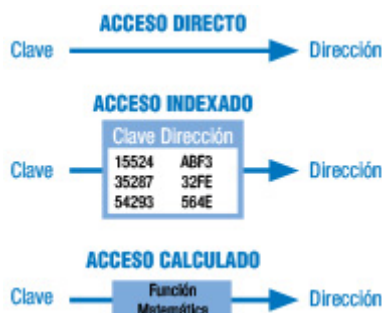 ACCESO DIRECTO
Clave Dirección
ACCESO INDEXADO
Clave Dirección
15524 ABF3
Clave 35287 32FE Dirección
54293 564E
ACCESO CALCULADO
Función
Clave Dirección
Matemática